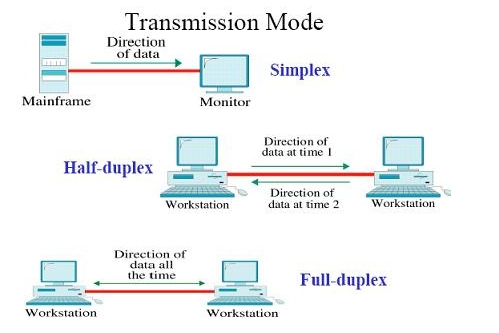 Transmission Mode
Direction
of data
Simplex
Mainframe
Monitor
Direction of
data at time 1
Half-duplex
Direction of
data at time 2
Workstation
Workstation
Direction of
data all
the time
Full-duplex
Workstation
Workstation